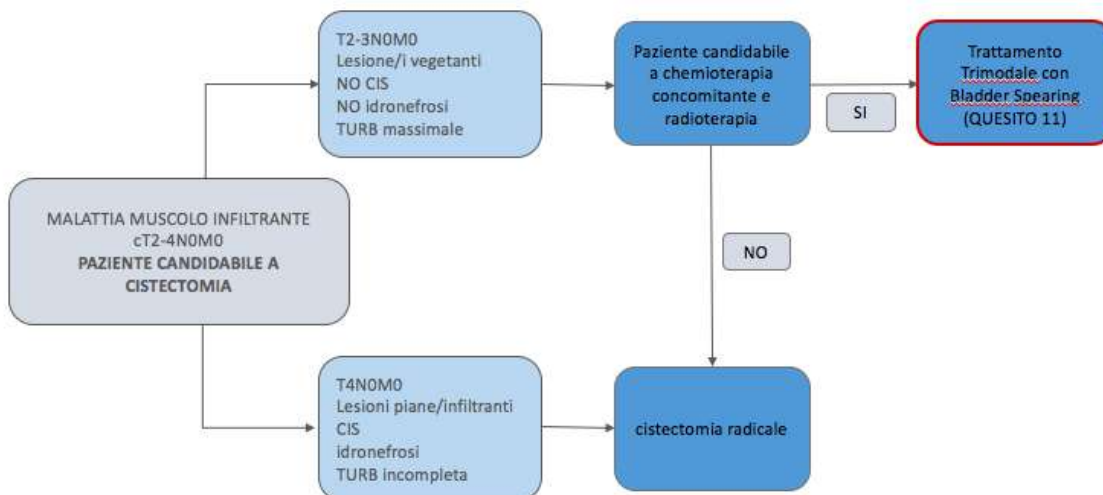 MALATTIA MUSCOLO INFILTRANTE
cT2-4N0M0
PAZIENTE CANDIDABILE A
CISTECTOMIA
T2-3N0M0
Lesione/i vegetanti
NO CIS
NO idronefrosi
TURB massimale
Paziente candidabile
a chemioterapia
concomitante e
radioterapia
SI
Trattamento
Trimodale con
Bladder Spearing
(QUESITO 11)
NO
T4N0M0
Lesioni piane/infiltranti
CIS
idronefrosi
TURB incompleta
cistectomia radicale